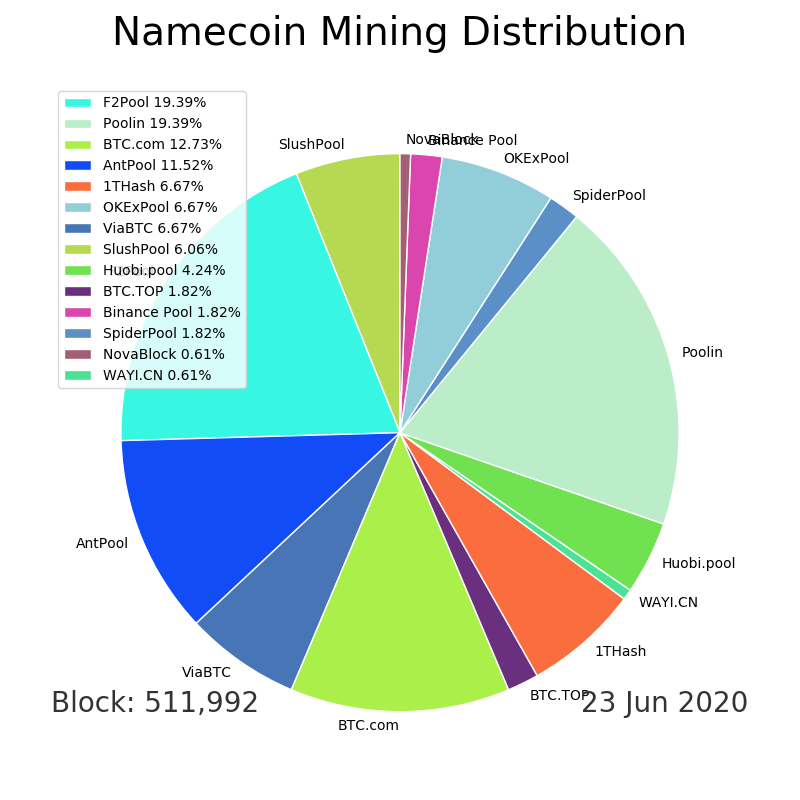 Namecoin Mining Distribution
F2Pool 19.39%
Poolin 19.39%
BTC.com 12.73%
AntPool 11.52%
1THash 6.67%
OKExPool 6.67%
ViaBTC 6.67%
SlushPool 6.06%
Huobi.pool 4.24%
BTC.TOP 1.82%
Binance Pool 1.82%
SpiderPool 1.82%
NovaBlock 0.61%
WAYI.CN 0.61%
SlushPool
NovaBlock
Binance Pool
OKExPool
SpiderPool
Poolin
Huobi.pool
WAYI.CN
1THash
BTC.TOP
BTC.com
ViaBTC
AntPool
Block: 511,992
23 Jun 2020